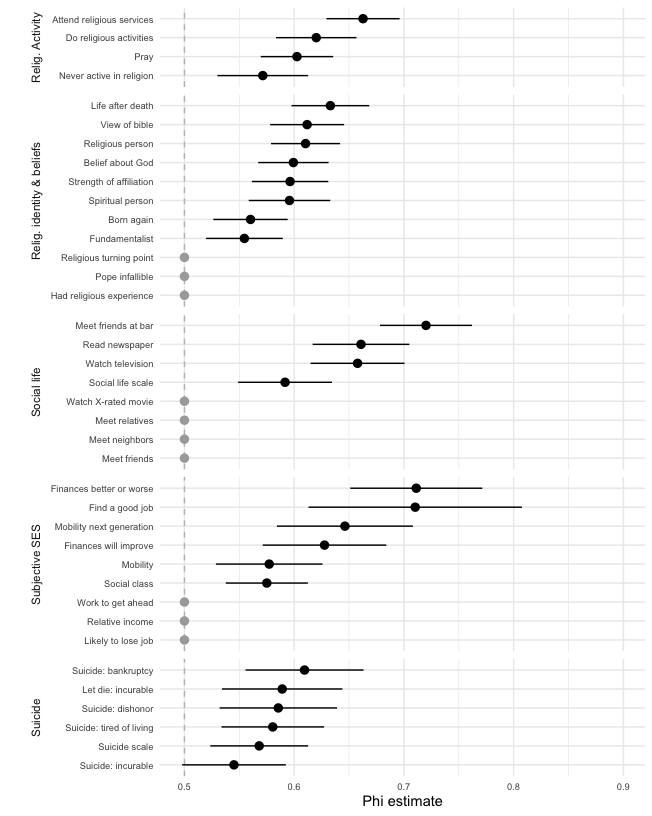 Relig. Activity
Attend religious services
Do religious activities
Pray
Never active in religion
Relig. identity & beliefs
Life after death
View of bible
Religious person
Belief about God
Strength of affiliation
Spiritual person
Born again
Fundamentalist
Religious turning point
Pope infallible
Had religious experience
Social life
Meet friends at bar
Read newspaper
Watch television
Social life scale
Watch X-rated movie
Meet relatives
Meet neighbors
Meet friends
Subjective SES
Finances better or worse
Find a good job
Mobility next generation
Finances will improve
Mobility
Social class
Work to get ahead
Relative income
Likely to lose job
Suicide
Suicide: bankruptcy
Let die: incurable
Suicide: dishonor
Suicide: tired of living
Suicide scale
Suicide: incurable
0.5 0.6 0.7 0.8 0.9
Phi estimate